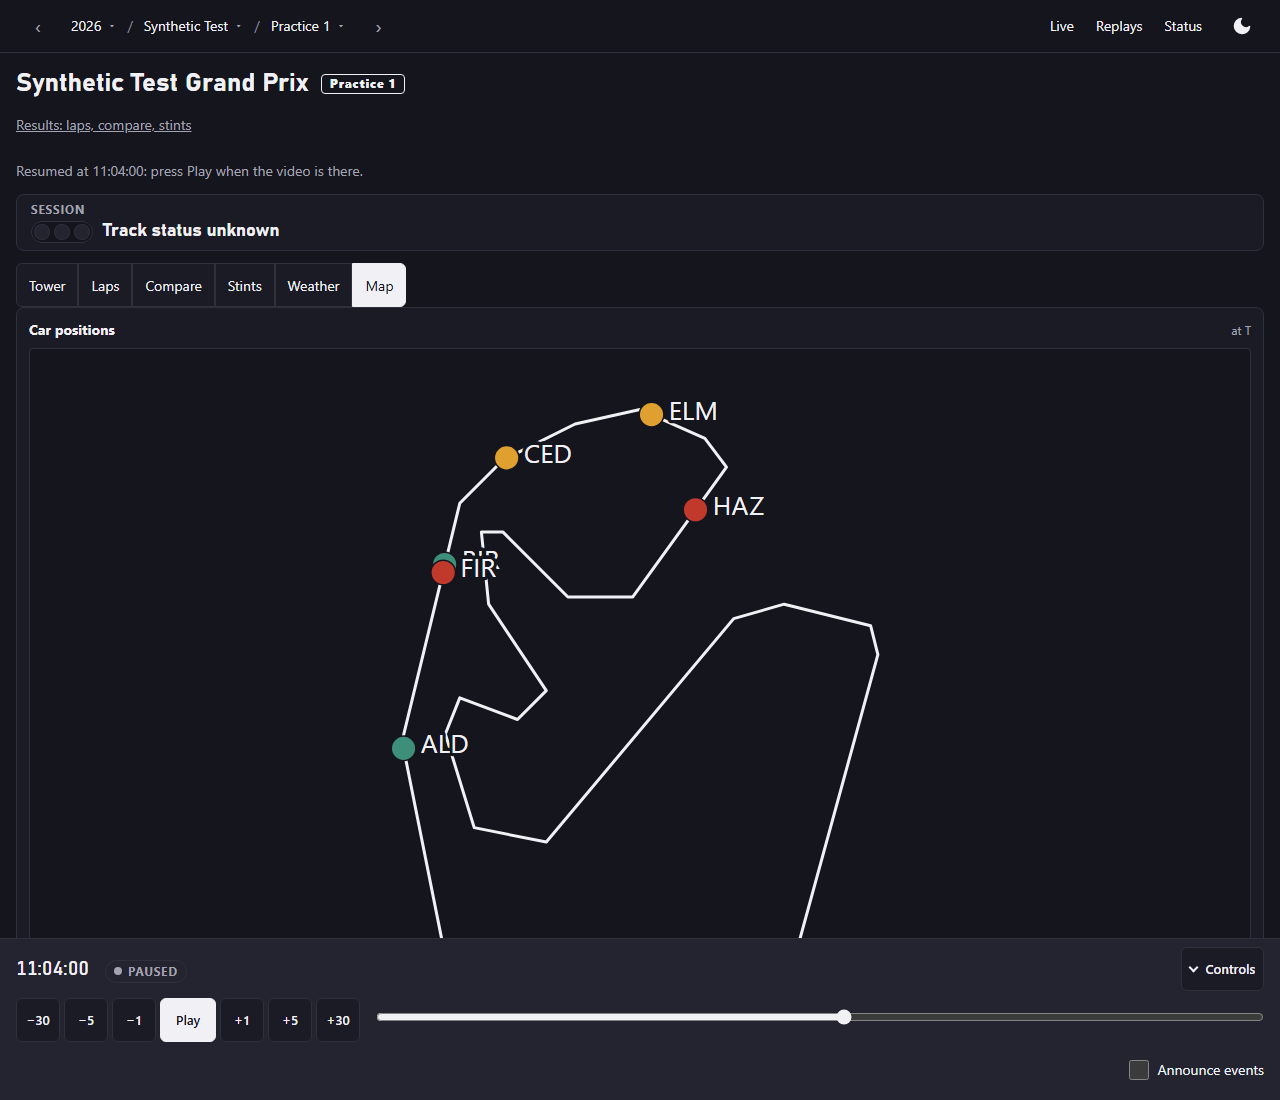 ‹ 2026 / Synthetic Test / Practice 1 ›
Live Replays Status
Synthetic Test Grand Prix Practice 1
Results: laps, compare, stints
Resumed at 11:04:00: press Play when the video is there.
SESSION
Track status unknown
Tower Laps Compare Stints Weather Map
Car positions
at T
ELM
CED
HAZ
FIR
ALD
11:04:00 PAUSED
Controls
−30 −5 −1 Play +1 +5 +30
Announce events